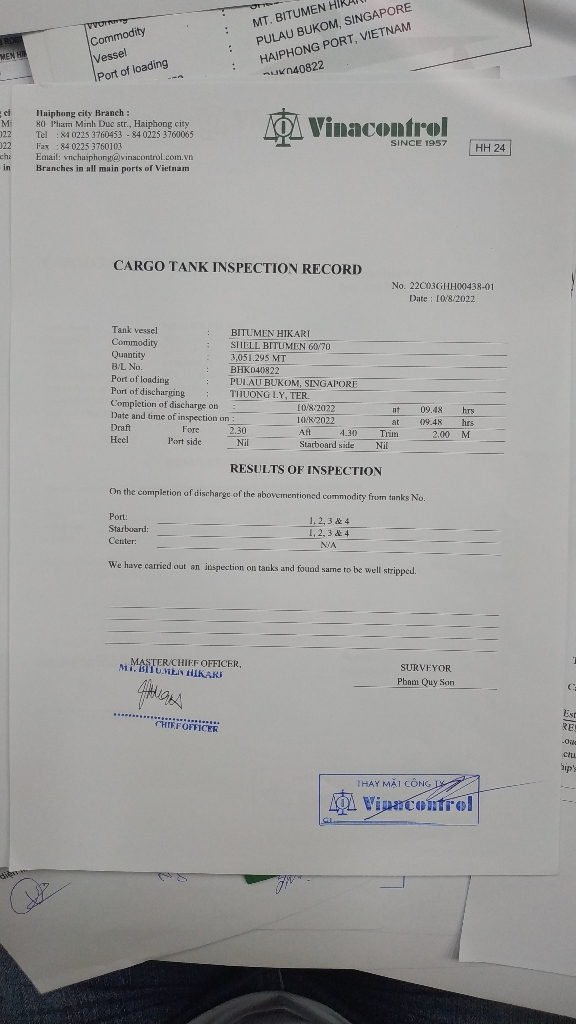 Commodity :
Vessel : MT. BITUMEN
Port of loading : PULAU BUKOM, SINGAPORE
HAIPHONG PORT, VIETNAM
Haiphong city Branch :
80 Pham Minh Duc str., Haiphong city
Tel : 84 0225 3760453 - 84 0225 3760065
Fax : 84 0225 3760103
Email: vnchaiphong@vinacontrol.com.vn
Branches in all main ports of Vietnam
Vinacontrol
SINCE 1957
HH 24
CARGO TANK INSPECTION RECORD
No. 22C03GHH00438-01
Date : 10/8/2022
Tank vessel : BITUMEN HIKARI
Commodity : SHELL BITUMEN 60/70
Quantity : 3,051.295 MT
B/L No. : BHK040822
Port of loading : PULAU BUKOM, SINGAPORE
Port of discharging : THUONG LY, TER.
Completion of discharge on : 10/8/2022 at 09.48 hrs
Date and time of inspection on : 10/8/2022 at 09.48 hrs
Draft Fore 2.30 Aft 4.30 Trim 2.00 M
Heel Port side Nil Starboard side Nil
RESULTS OF INSPECTION
On the completion of discharge of the abovementioned commodity from tanks No.
Port: 1, 2, 3 & 4
Starboard: 1, 2, 3 & 4
Center: N/A
We have carried out an inspection on tanks and found same to be well stripped.
MASTER/CHIEF OFFICER,
MT. BITUMEN HIKARI
CHIEF OFFICER
SURVEYOR
Pham Quy Son
THAY MẶT CÔNG TY
Vinacontrol